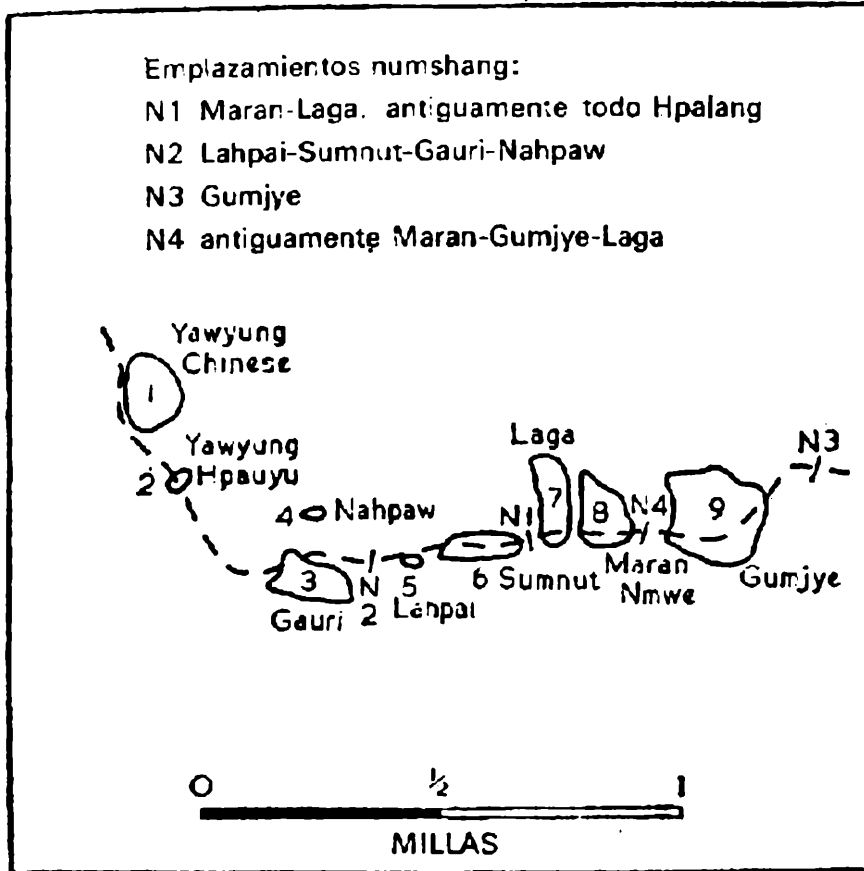 Emplazamientos numshang:
N1 Maran-Laga. antiguamente todo Hpalang
N2 Lahpai-Sumnut-Gauri-Nahpaw
N3 Gumjye
N4 antiguamente Maran-Gumjye-Laga
Yawyung
Chinese
1
Yawyung
2 Hpauyu
4 Nahpaw
3
Gauri
N
2
5
Lahpai
6 Sumnut
N1
Laga
7
8
Maran
Nmwe
N4
9
Gumjye
N3
0 ½ 1
MILLAS